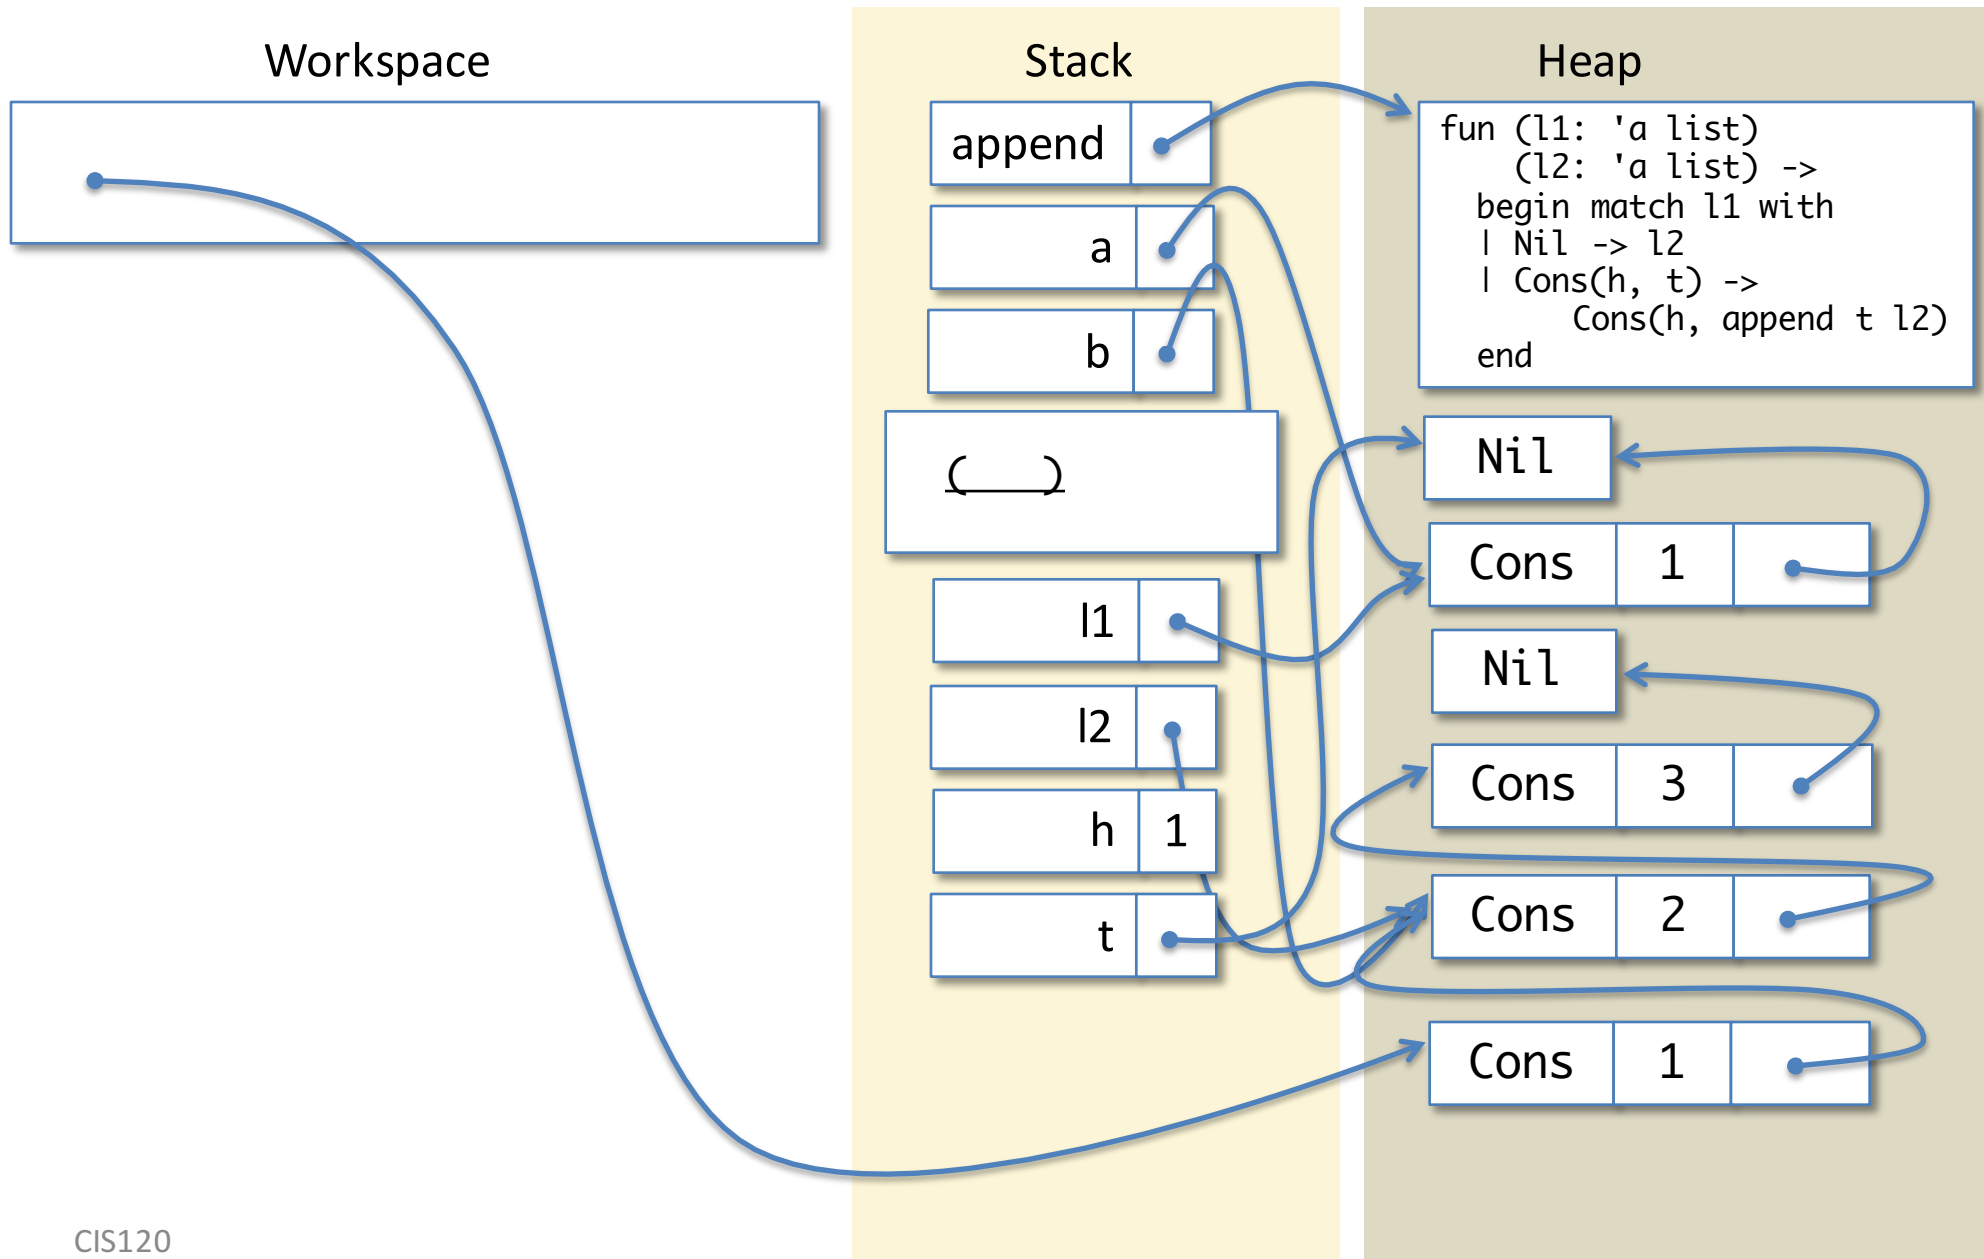 Workspace
Stack
Heap
append
a
b
(    )
l1
l2
h 1
t
fun (l1: 'a list)
(l2: 'a list) ->
begin match l1 with
| Nil -> l2
| Cons(h, t) ->
Cons(h, append t l2)
end
Nil
Cons 1
Nil
Cons 3
Cons 2
Cons 1
CIS120